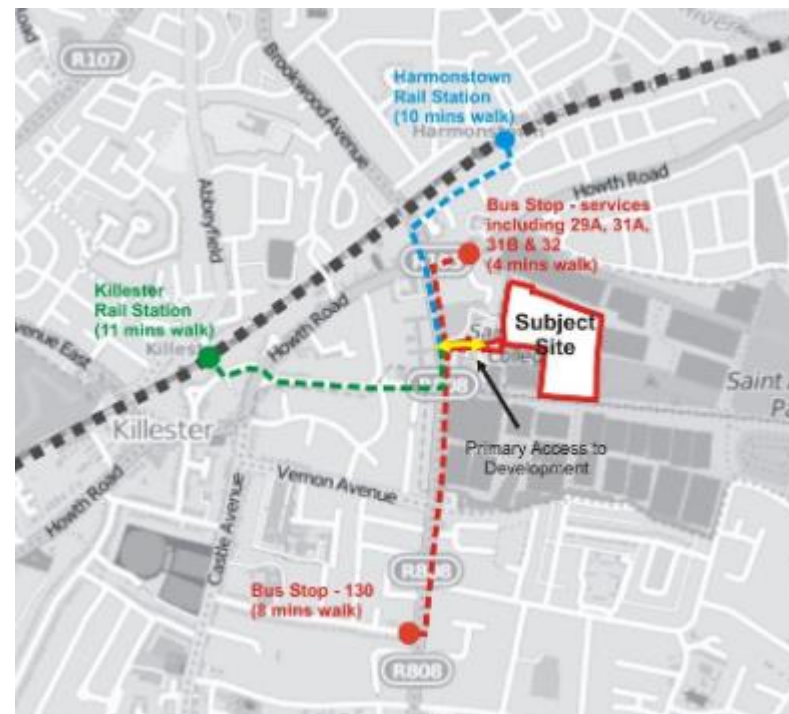 R107
Brookwood Avenue
Harmonstown
Rail Station
(10 mins walk)
Harmonstown
Abbeyfield
Howth Road
Bus Stop - services
including 29A, 31A,
31B & 32
(4 mins walk)
Killester
Rail Station
(11 mins walk)
Howth Road
Subject
Site
Primary Access to
Development
Killester
Howth Road
Castle Avenue
Vernon Avenue
Bus Stop - 130
(8 mins walk)
R808
R808